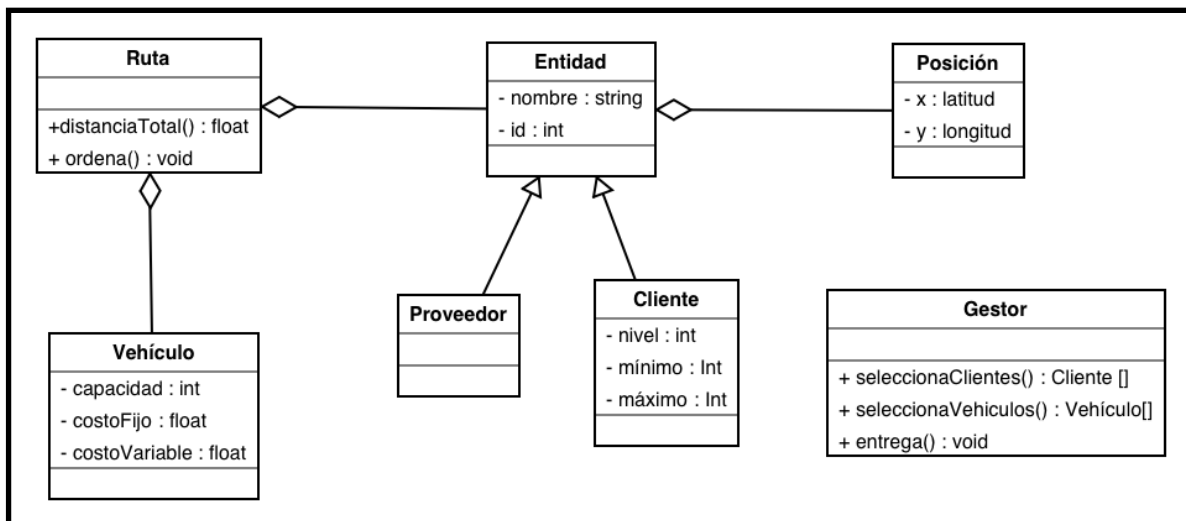 Ruta
+distanciaTotal() : float
+ ordena() : void
Entidad
- nombre : string
- id : int
Posición
- x : latitud
- y : longitud
Vehículo
- capacidad : int
- costoFijo : float
- costoVariable : float
Proveedor
Cliente
- nivel : int
- mínimo : Int
- máximo : Int
Gestor
+ seleccionaClientes() : Cliente []
+ seleccionaVehiculos() : Vehículo[]
+ entrega() : void